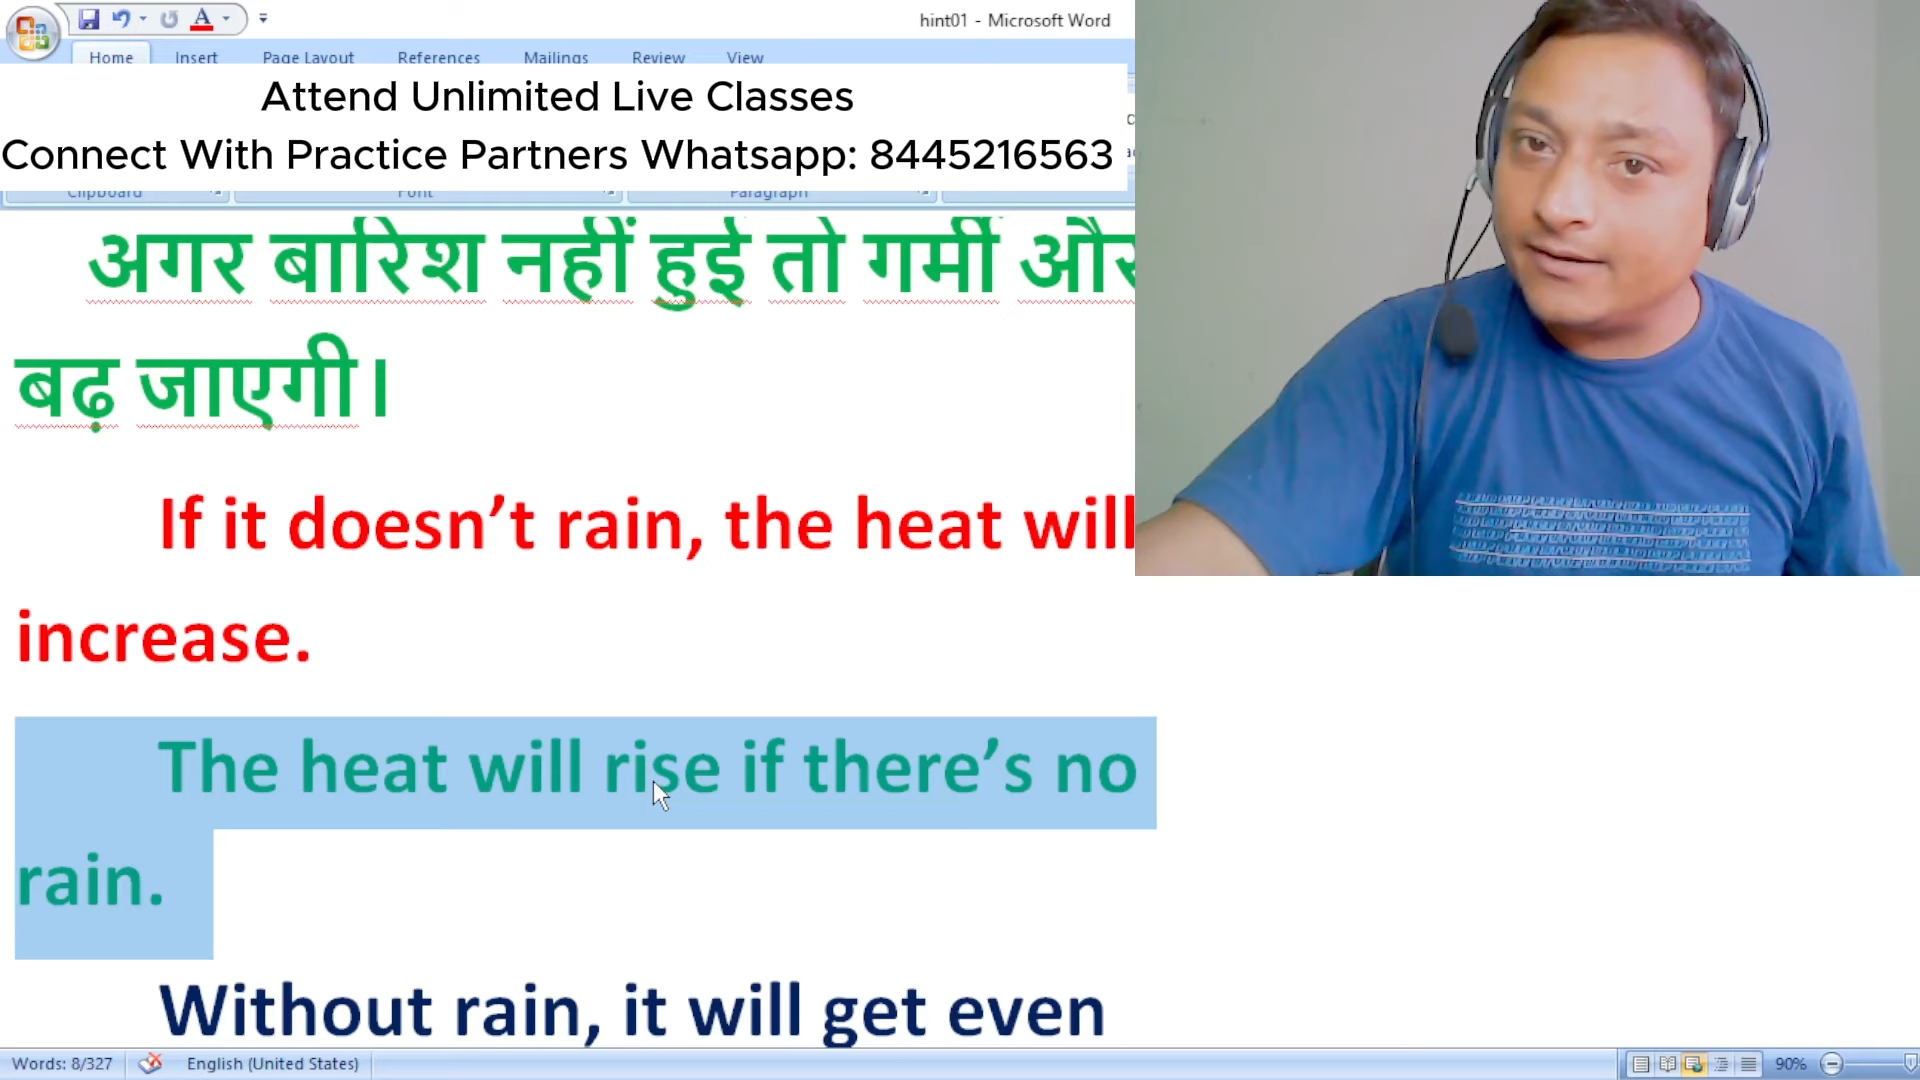 hint01 - Microsoft Word
Home Insert Page Layout References Mailings Review View
Attend Unlimited Live Classes
Connect With Practice Partners Whatsapp: 8445216563
Clipboard Font Paragraph
अगर बारिश नहीं हुई तो गर्मी
बढ़ जाएगी।
If it doesn’t rain, the heat will
increase.
The heat will rise if there’s no
rain.
Without rain, it will get even
Words: 8/327 English (United States) 90%